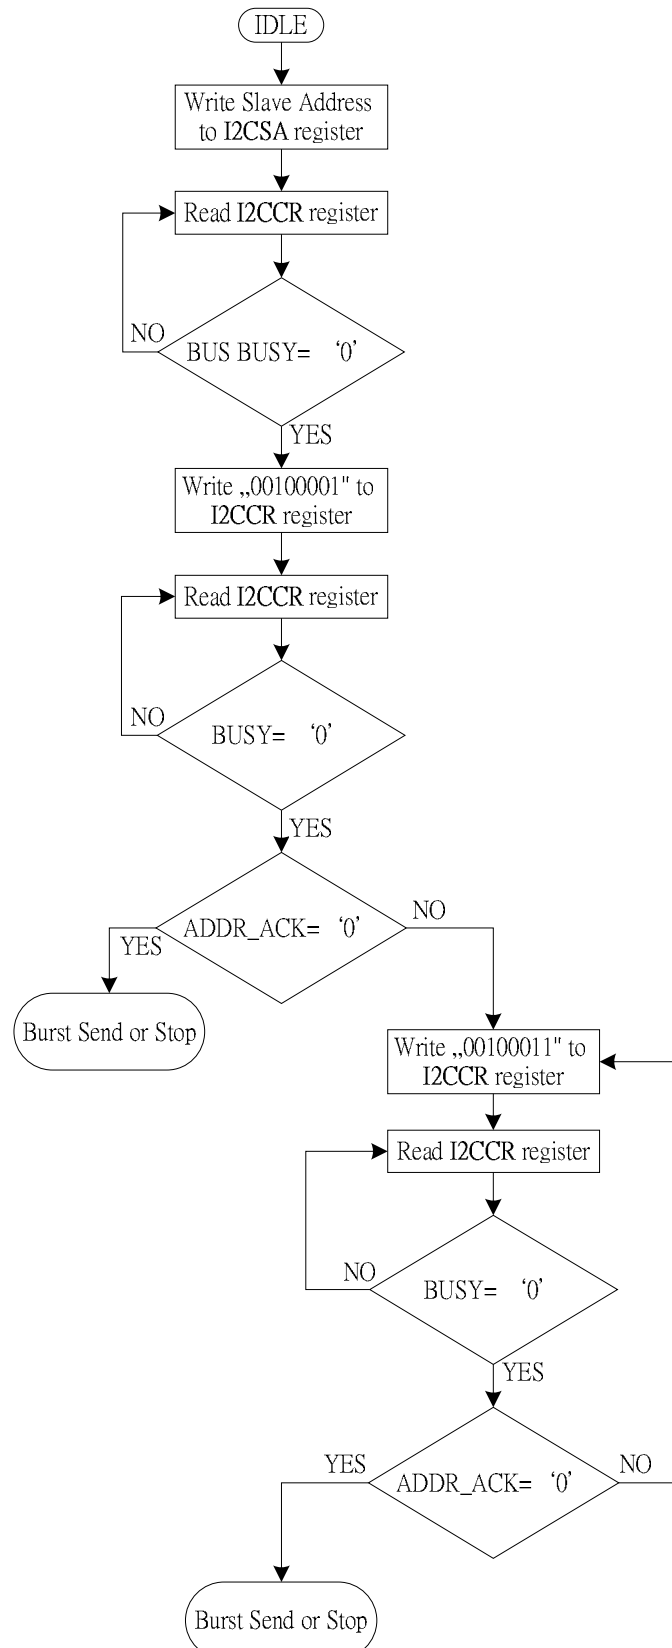 IDLE
Write Slave Address
to I2CSA register
Read I2CCR register
NO
BUS BUSY= ‘0’
YES
Write „00100001" to
I2CCR register
Read I2CCR register
NO
BUSY= ‘0’
YES
ADDR_ACK= ‘0’
NO
YES
Burst Send or Stop
Write „00100011" to
I2CCR register
Read I2CCR register
NO
BUSY= ‘0’
YES
YES
ADDR_ACK= ‘0’
NO
Burst Send or Stop